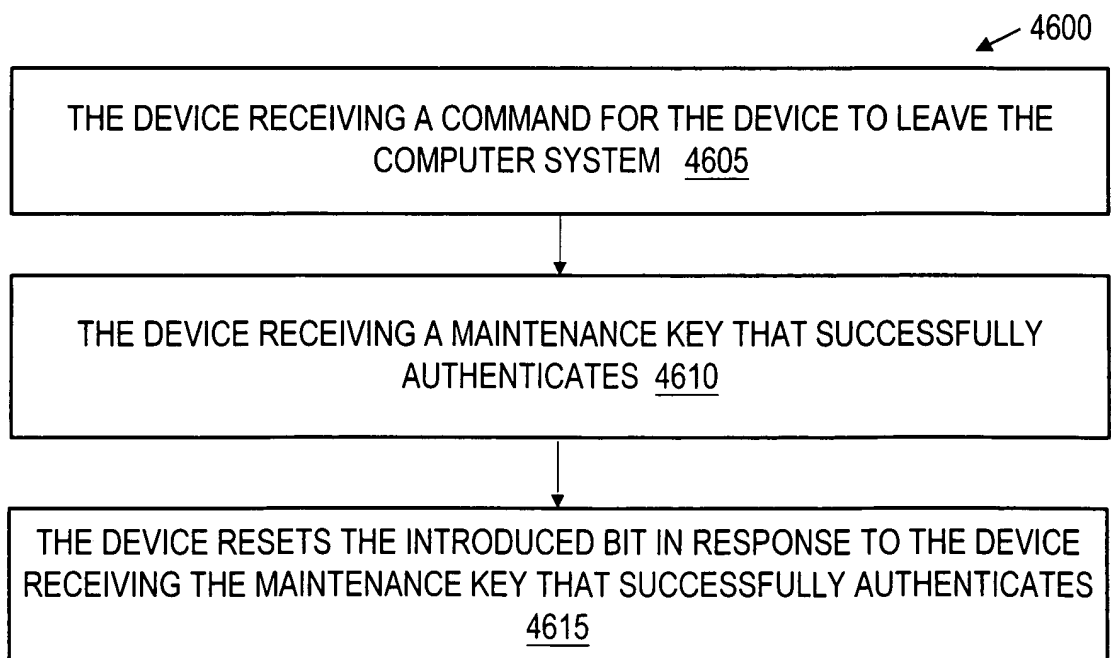 4600
THE DEVICE RECEIVING A COMMAND FOR THE DEVICE TO LEAVE THE
COMPUTER SYSTEM 4605
THE DEVICE RECEIVING A MAINTENANCE KEY THAT SUCCESSFULLY
AUTHENTICATES 4610
THE DEVICE RESETS THE INTRODUCED BIT IN RESPONSE TO THE DEVICE
RECEIVING THE MAINTENANCE KEY THAT SUCCESSFULLY AUTHENTICATES
4615